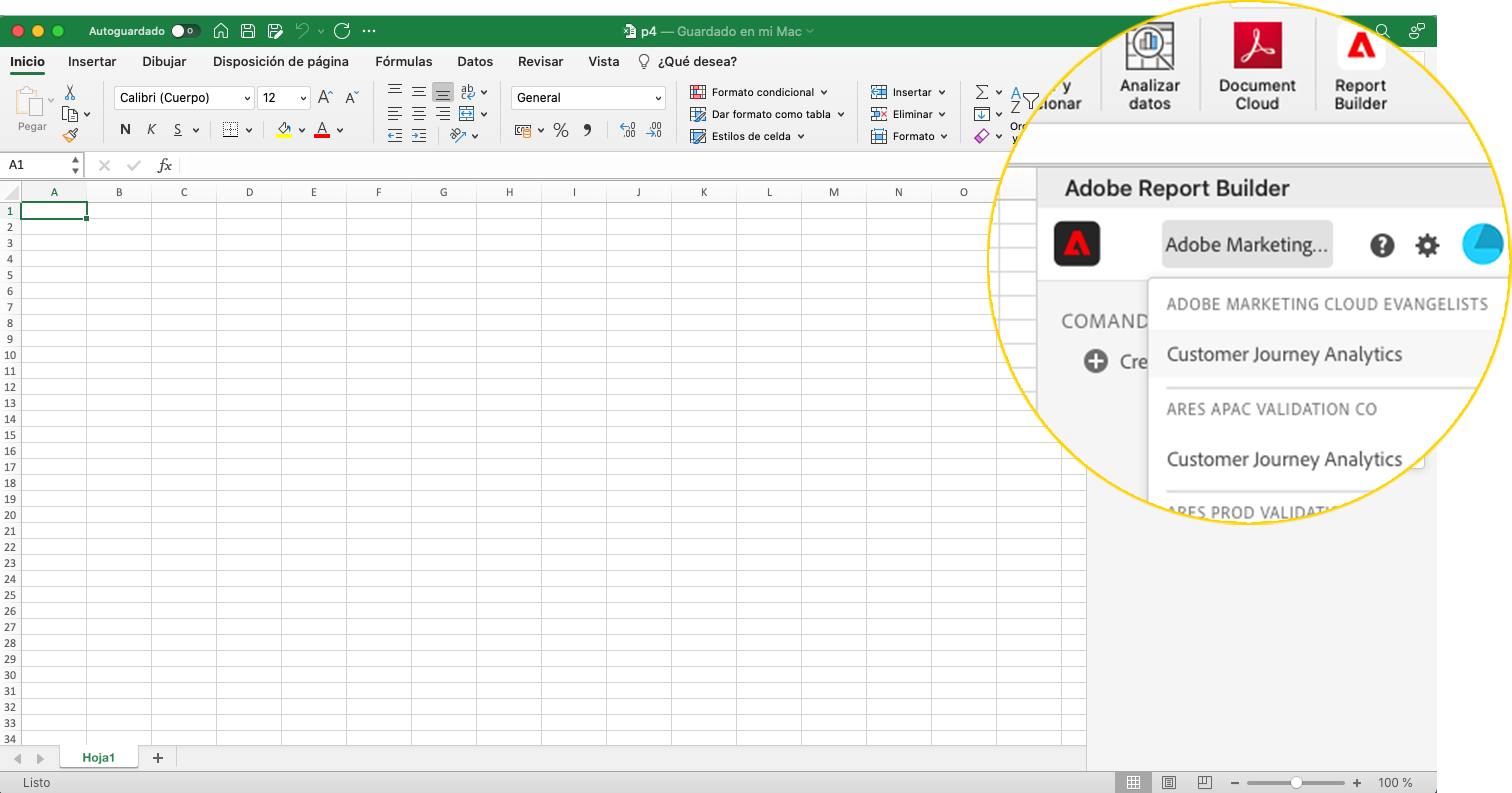 Autoguardado
p4 — Guardado en mi Mac
Inicio Insertar Dibujar Disposición de página Fórmulas Datos Revisar Vista ¿Qué desea?
Pegar
Calibri (Cuerpo) 12 A A
N K S A
ab
General
% 
Formato condicional
Dar formato como tabla
Estilos de celda
Insertar
Eliminar
Formato
A
Z
y
Analizar
datos
Document
Cloud
Report
Builder
A1 fx
A B C D E F G H I J K L M N O
1
2
3
4
5
6
7
8
9
10
11
12
13
14
15
16
17
18
19
20
21
22
23
24
25
26
27
28
29
30
31
32
33
34
Adobe Report Builder
Adobe Marketing...
ADOBE MARKETING CLOUD EVANGELISTS
COMAND
Customer Journey Analytics
Cre
ARES APAC VALIDATION CO
Customer Journey Analytics
ARES PROD VALIDATI
Hoja1
Listo
100 %